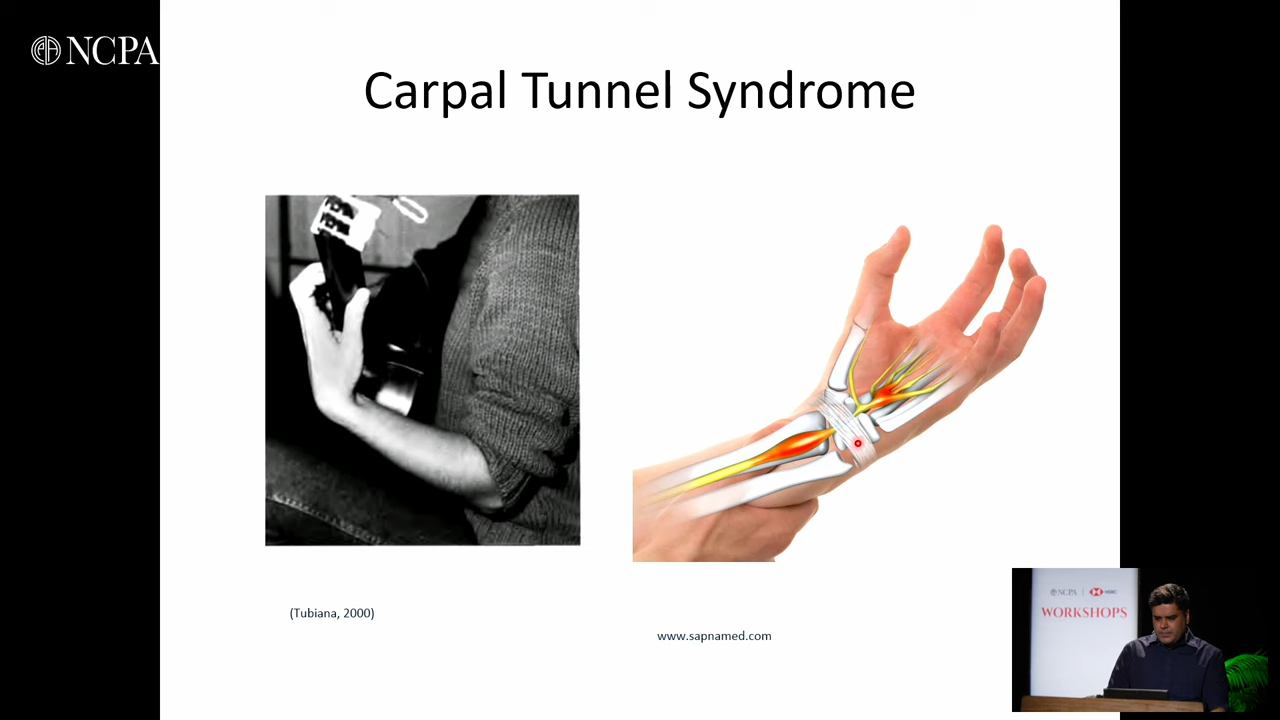 NCPA
Carpal Tunnel Syndrome
(Tubiana, 2000)
www.sapnamed.com
NCPA | HSBC
WORKSHOPS